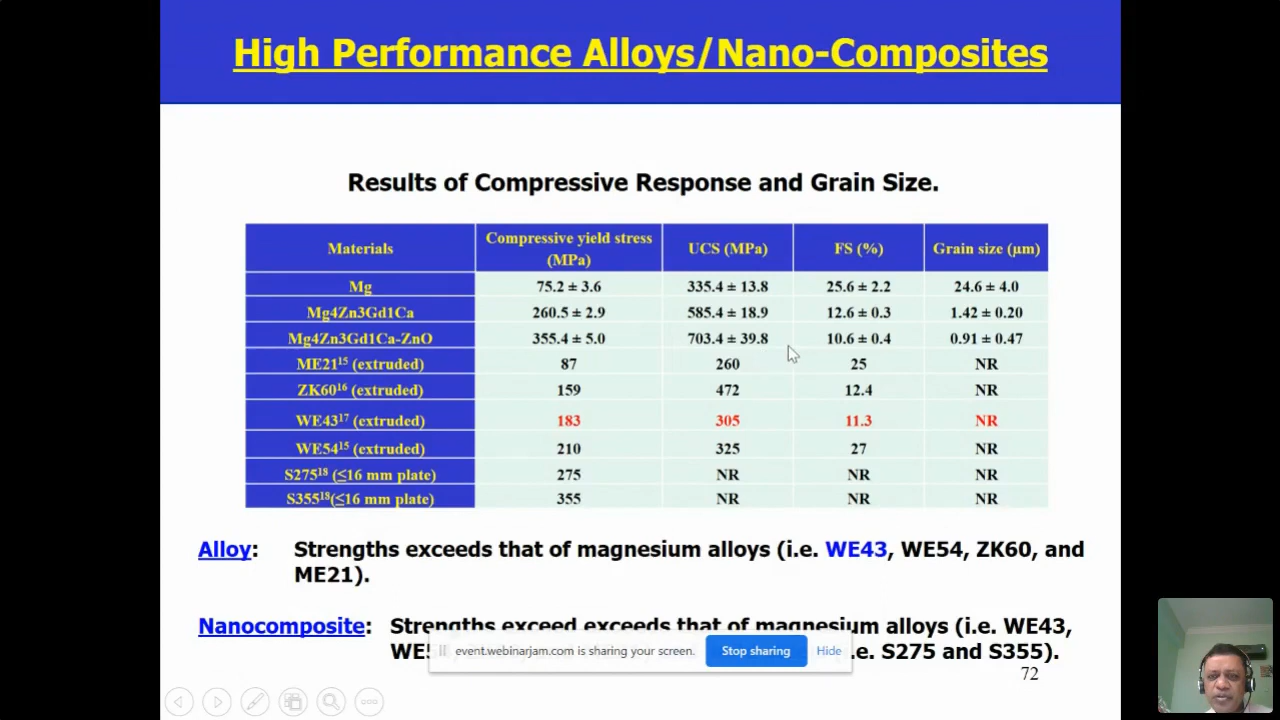 High Performance Alloys/Nano-Composites
Results of Compressive Response and Grain Size.
Materials Compressive yield stress (MPa) UCS (MPa) FS (%) Grain size (μm)
Mg 75.2 ± 3.6 335.4 ± 13.8 25.6 ± 2.2 24.6 ± 4.0
Mg4Zn3Gd1Ca 260.5 ± 2.9 585.4 ± 18.9 12.6 ± 0.3 1.42 ± 0.20
Mg4Zn3Gd1Ca-ZnO 355.4 ± 5.0 703.4 ± 39.8 10.6 ± 0.4 0.91 ± 0.47
ME21¹⁵ (extruded) 87 260 25 NR
ZK60¹⁶ (extruded) 159 472 12.4 NR
WE43¹⁷ (extruded) 183 305 11.3 NR
WE54¹⁵ (extruded) 210 325 27 NR
S275¹⁸ (≤16 mm plate) 275 NR NR NR
S355¹⁸(≤16 mm plate) 355 NR NR NR
Alloy: Strengths exceeds that of magnesium alloys (i.e. WE43, WE54, ZK60, and
ME21).
Nanocomposite: Strengths exceed exceeds that of magnesium alloys (i.e. WE43,
.e. S275 and S355).
event.webinarjam.com is sharing your screen. Stop sharing Hide
72